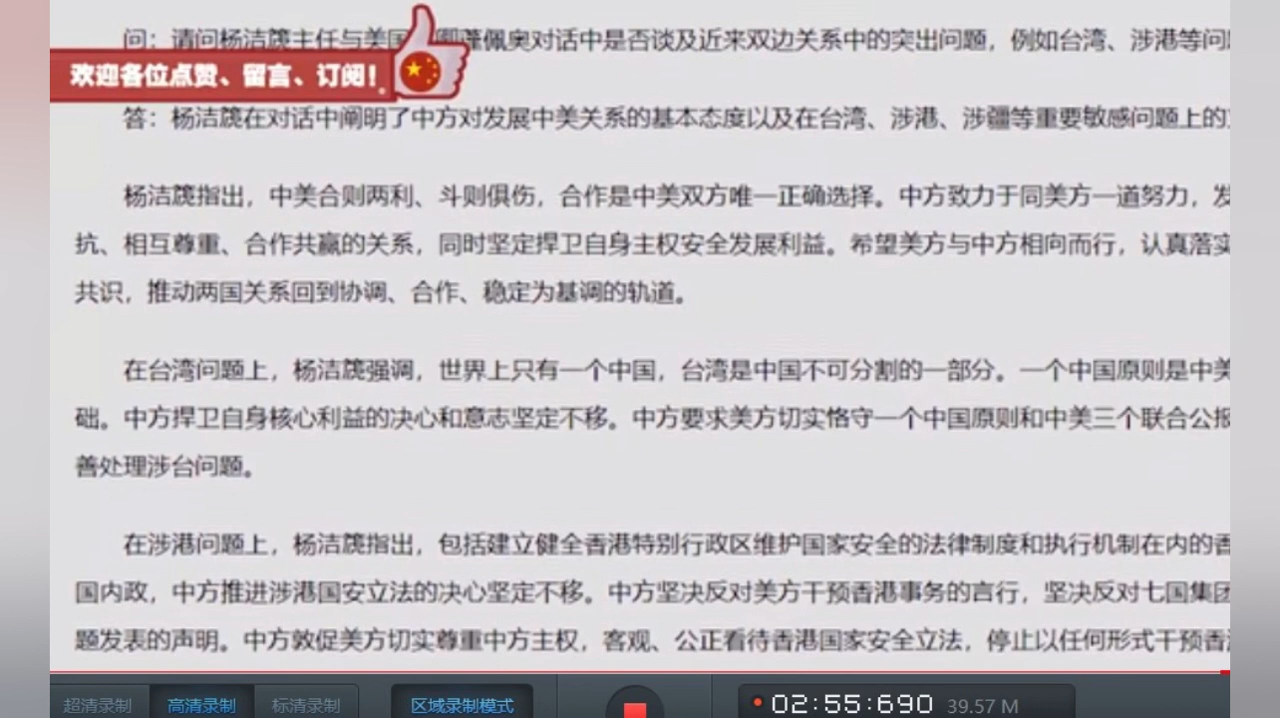 问：请问杨洁篪主任与美国 蓬佩奥对话中是否谈及近来双边关系中的突出问题，例如台湾、涉港等问
欢迎各位点赞、留言、订阅！
答：杨洁篪在对话中阐明了中方对发展中美关系的基本态度以及在台湾、涉港、涉疆等重要敏感问题上的
杨洁篪指出，中美合则两利、斗则俱伤，合作是中美双方唯一正确选择。中方致力于同美方一道努力，发
抗、相互尊重、合作共赢的关系，同时坚定捍卫自身主权安全发展利益。希望美方与中方相向而行，认真落实
共识，推动两国关系回到协调、合作、稳定为基调的轨道。
在台湾问题上，杨洁篪强调，世界上只有一个中国，台湾是中国不可分割的一部分。一个中国原则是中美
础。中方捍卫自身核心利益的决心和意志坚定不移。中方要求美方切实恪守一个中国原则和中美三个联合公报
善处理涉台问题。
在涉港问题上，杨洁篪指出，包括建立健全香港特别行政区维护国家安全的法律制度和执行机制在内的香
国内政，中方推进涉港国安立法的决心坚定不移。中方坚决反对美方干预香港事务的言行，坚决反对七国集团
题发表的声明。中方敦促美方切实尊重中方主权，客观、公正看待香港国家安全立法，停止以任何形式干预香
超清录制 高清录制 标清录制 区域录制模式 02:55:690 39.57 M